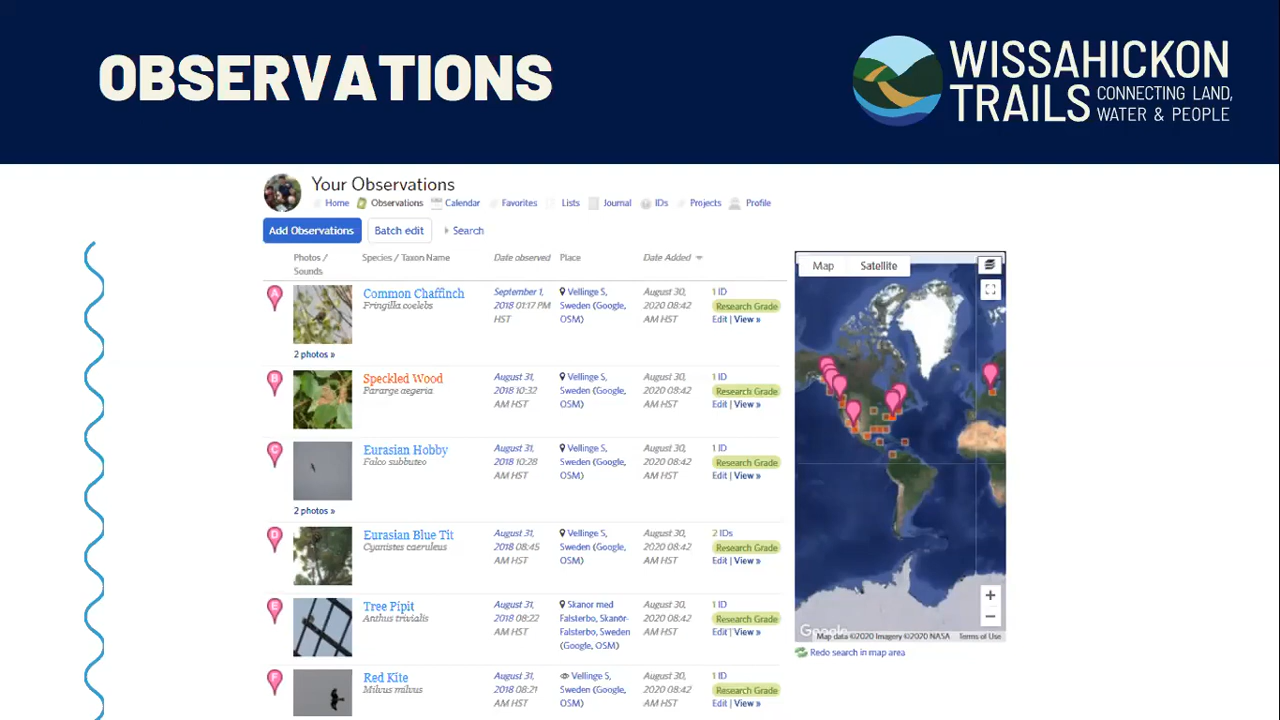 OBSERVATIONS
WISSAHICKON
TRAILS CONNECTING LAND,
WATER & PEOPLE
Your Observations
Home Observations Calendar Favorites Lists Journal IDs Projects Profile
Add Observations Batch edit Search
Photos /
Sounds
Species / Taxon Name
Date observed
Place
Date Added
A
Common Chaffinch
Fringilla coelebs
September 1,
2018 01:17 PM
HST
Vellinge S,
Sweden (Google,
OSM)
August 30,
2020 08:42
AM HST
1 ID
Research Grade
Edit | View »
2 photos »
B
Speckled Wood
Pararge aegeria
August 31,
2018 10:32
AM HST
Vellinge S,
Sweden (Google,
OSM)
August 30,
2020 08:42
AM HST
1 ID
Research Grade
Edit | View »
C
Eurasian Hobby
Falco subbuteo
August 31,
2018 10:28
AM HST
Vellinge S,
Sweden (Google,
OSM)
August 30,
2020 08:42
AM HST
1 ID
Research Grade
Edit | View »
2 photos »
D
Eurasian Blue Tit
Cyanistes caeruleus
August 31,
2018 08:45
AM HST
Vellinge S,
Sweden (Google,
OSM)
August 30,
2020 08:42
AM HST
2 IDs
Research Grade
Edit | View »
E
Tree Pipit
Anthus trivialis
August 31,
2018 08:22
AM HST
Skanor med
Falsterbo, Skanör-
Falsterbo, Sweden
(Google, OSM)
August 30,
2020 08:42
AM HST
1 ID
Research Grade
Edit | View »
F
Red Kite
Milvus milvus
August 31,
2018 08:21
AM HST
Vellinge S,
Sweden (Google,
OSM)
August 30,
2020 08:42
AM HST
1 ID
Research Grade
Edit | View »
Map Satellite
+
−
Google
Map data ©2020 Imagery ©2020 NASA Terms of Use
Redo search in map area